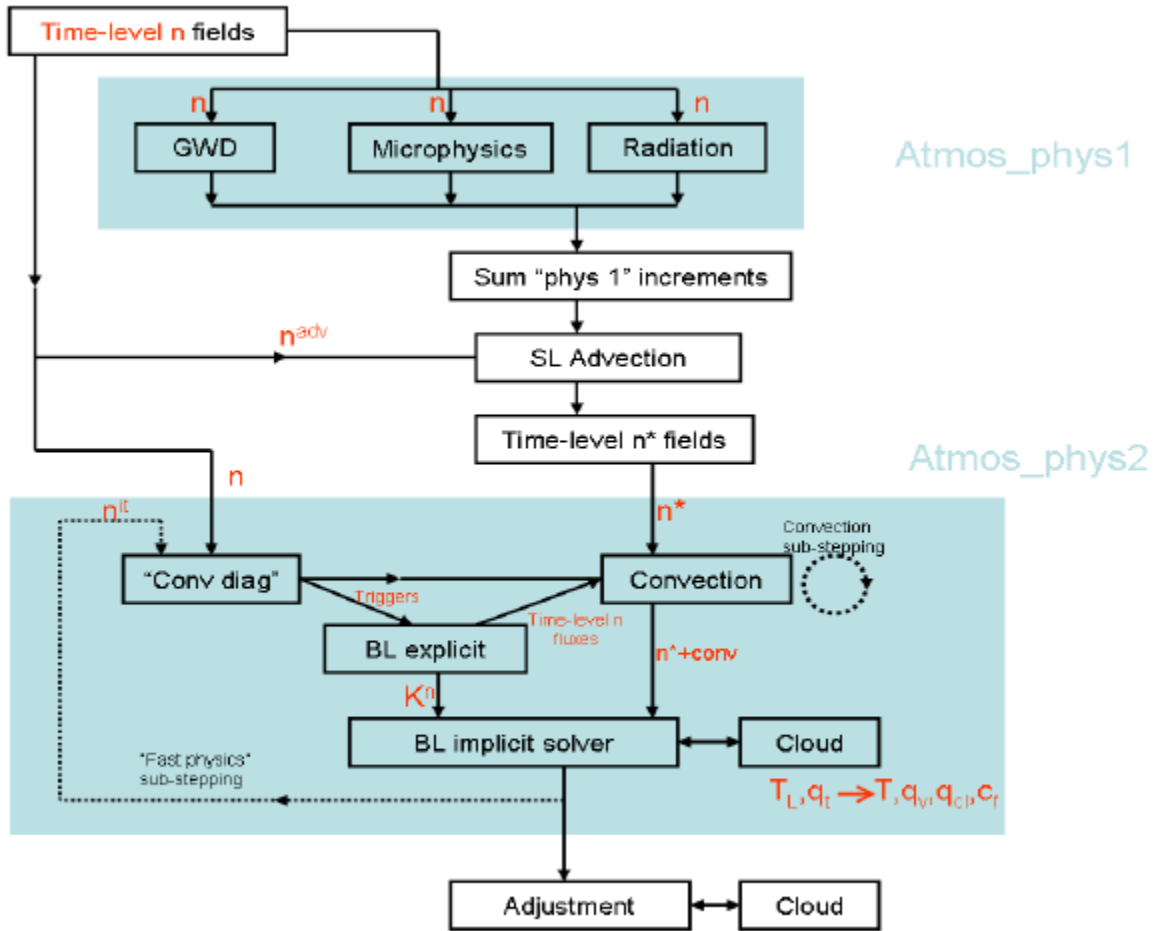 Time-level n fields
n
n
n
GWD
Microphysics
Radiation
Atmos_phys1
Sum “phys 1” increments
n^adv
SL Advection
Time-level n* fields
Atmos_phys2
n
n^it
n*
Convection
sub-stepping
“Conv diag”
Convection
Triggers
Time-level n
fluxes
BL explicit
n*+conv
K^n
BL implicit solver
Cloud
“Fast physics”
sub-stepping
T_L,q_t → T,q_v,q_cl,c_f
Adjustment
Cloud